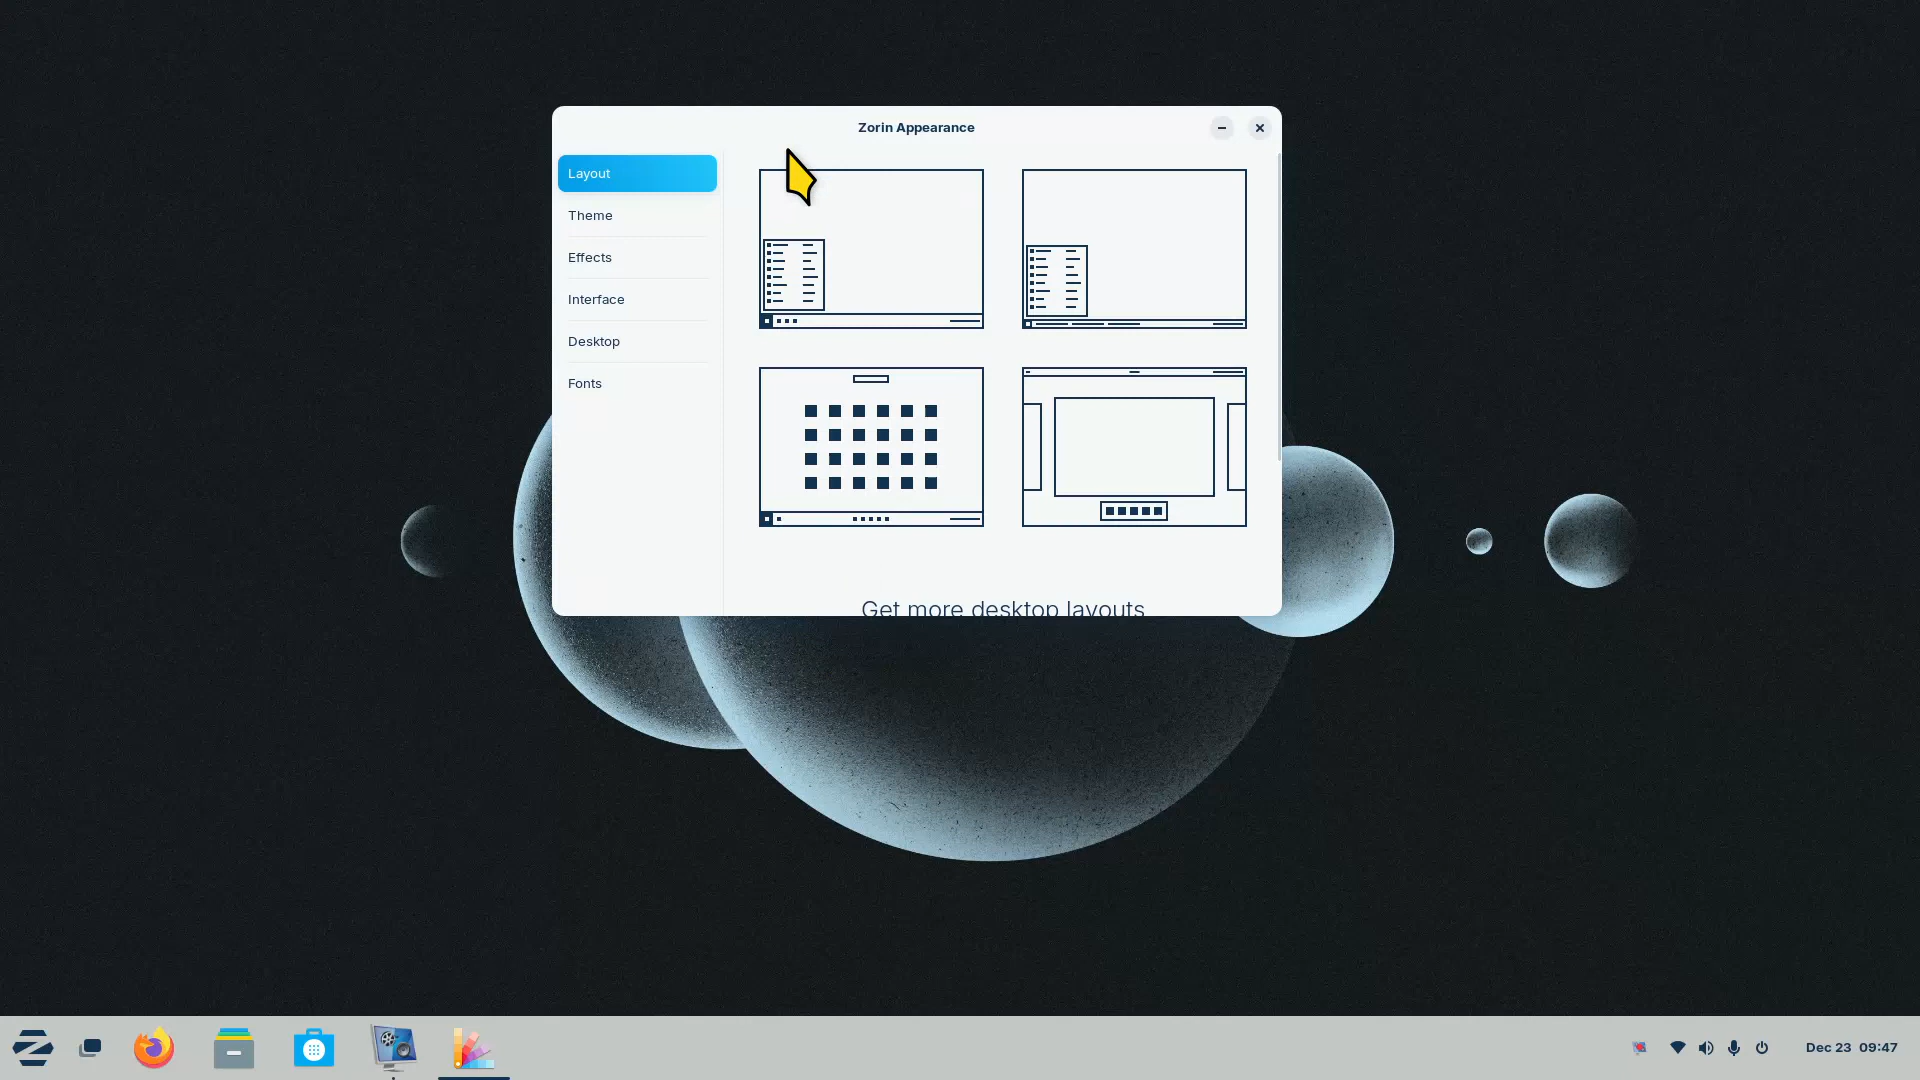 Zorin Appearance
Layout
Theme
Effects
Interface
Desktop
Fonts
Get more desktop layouts
Dec 23 09:47